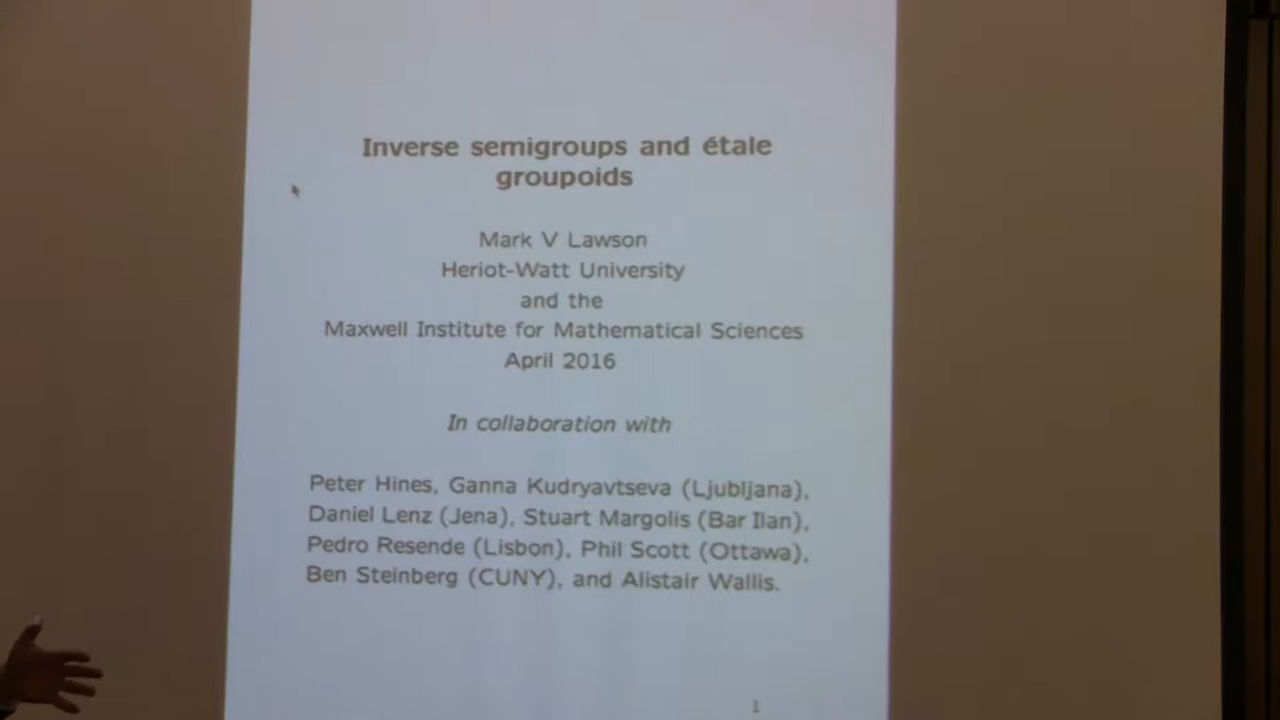 Inverse semigroups and étale
groupoids
Mark V Lawson
Heriot-Watt University
and the
Maxwell Institute for Mathematical Sciences
April 2016
In collaboration with
Peter Hines, Ganna Kudryavtseva (Ljubljana),
Daniel Lenz (Jena), Stuart Margolis (Bar Ilan),
Pedro Resende (Lisbon), Phil Scott (Ottawa),
Ben Steinberg (CUNY), and Alistair Wallis.
1